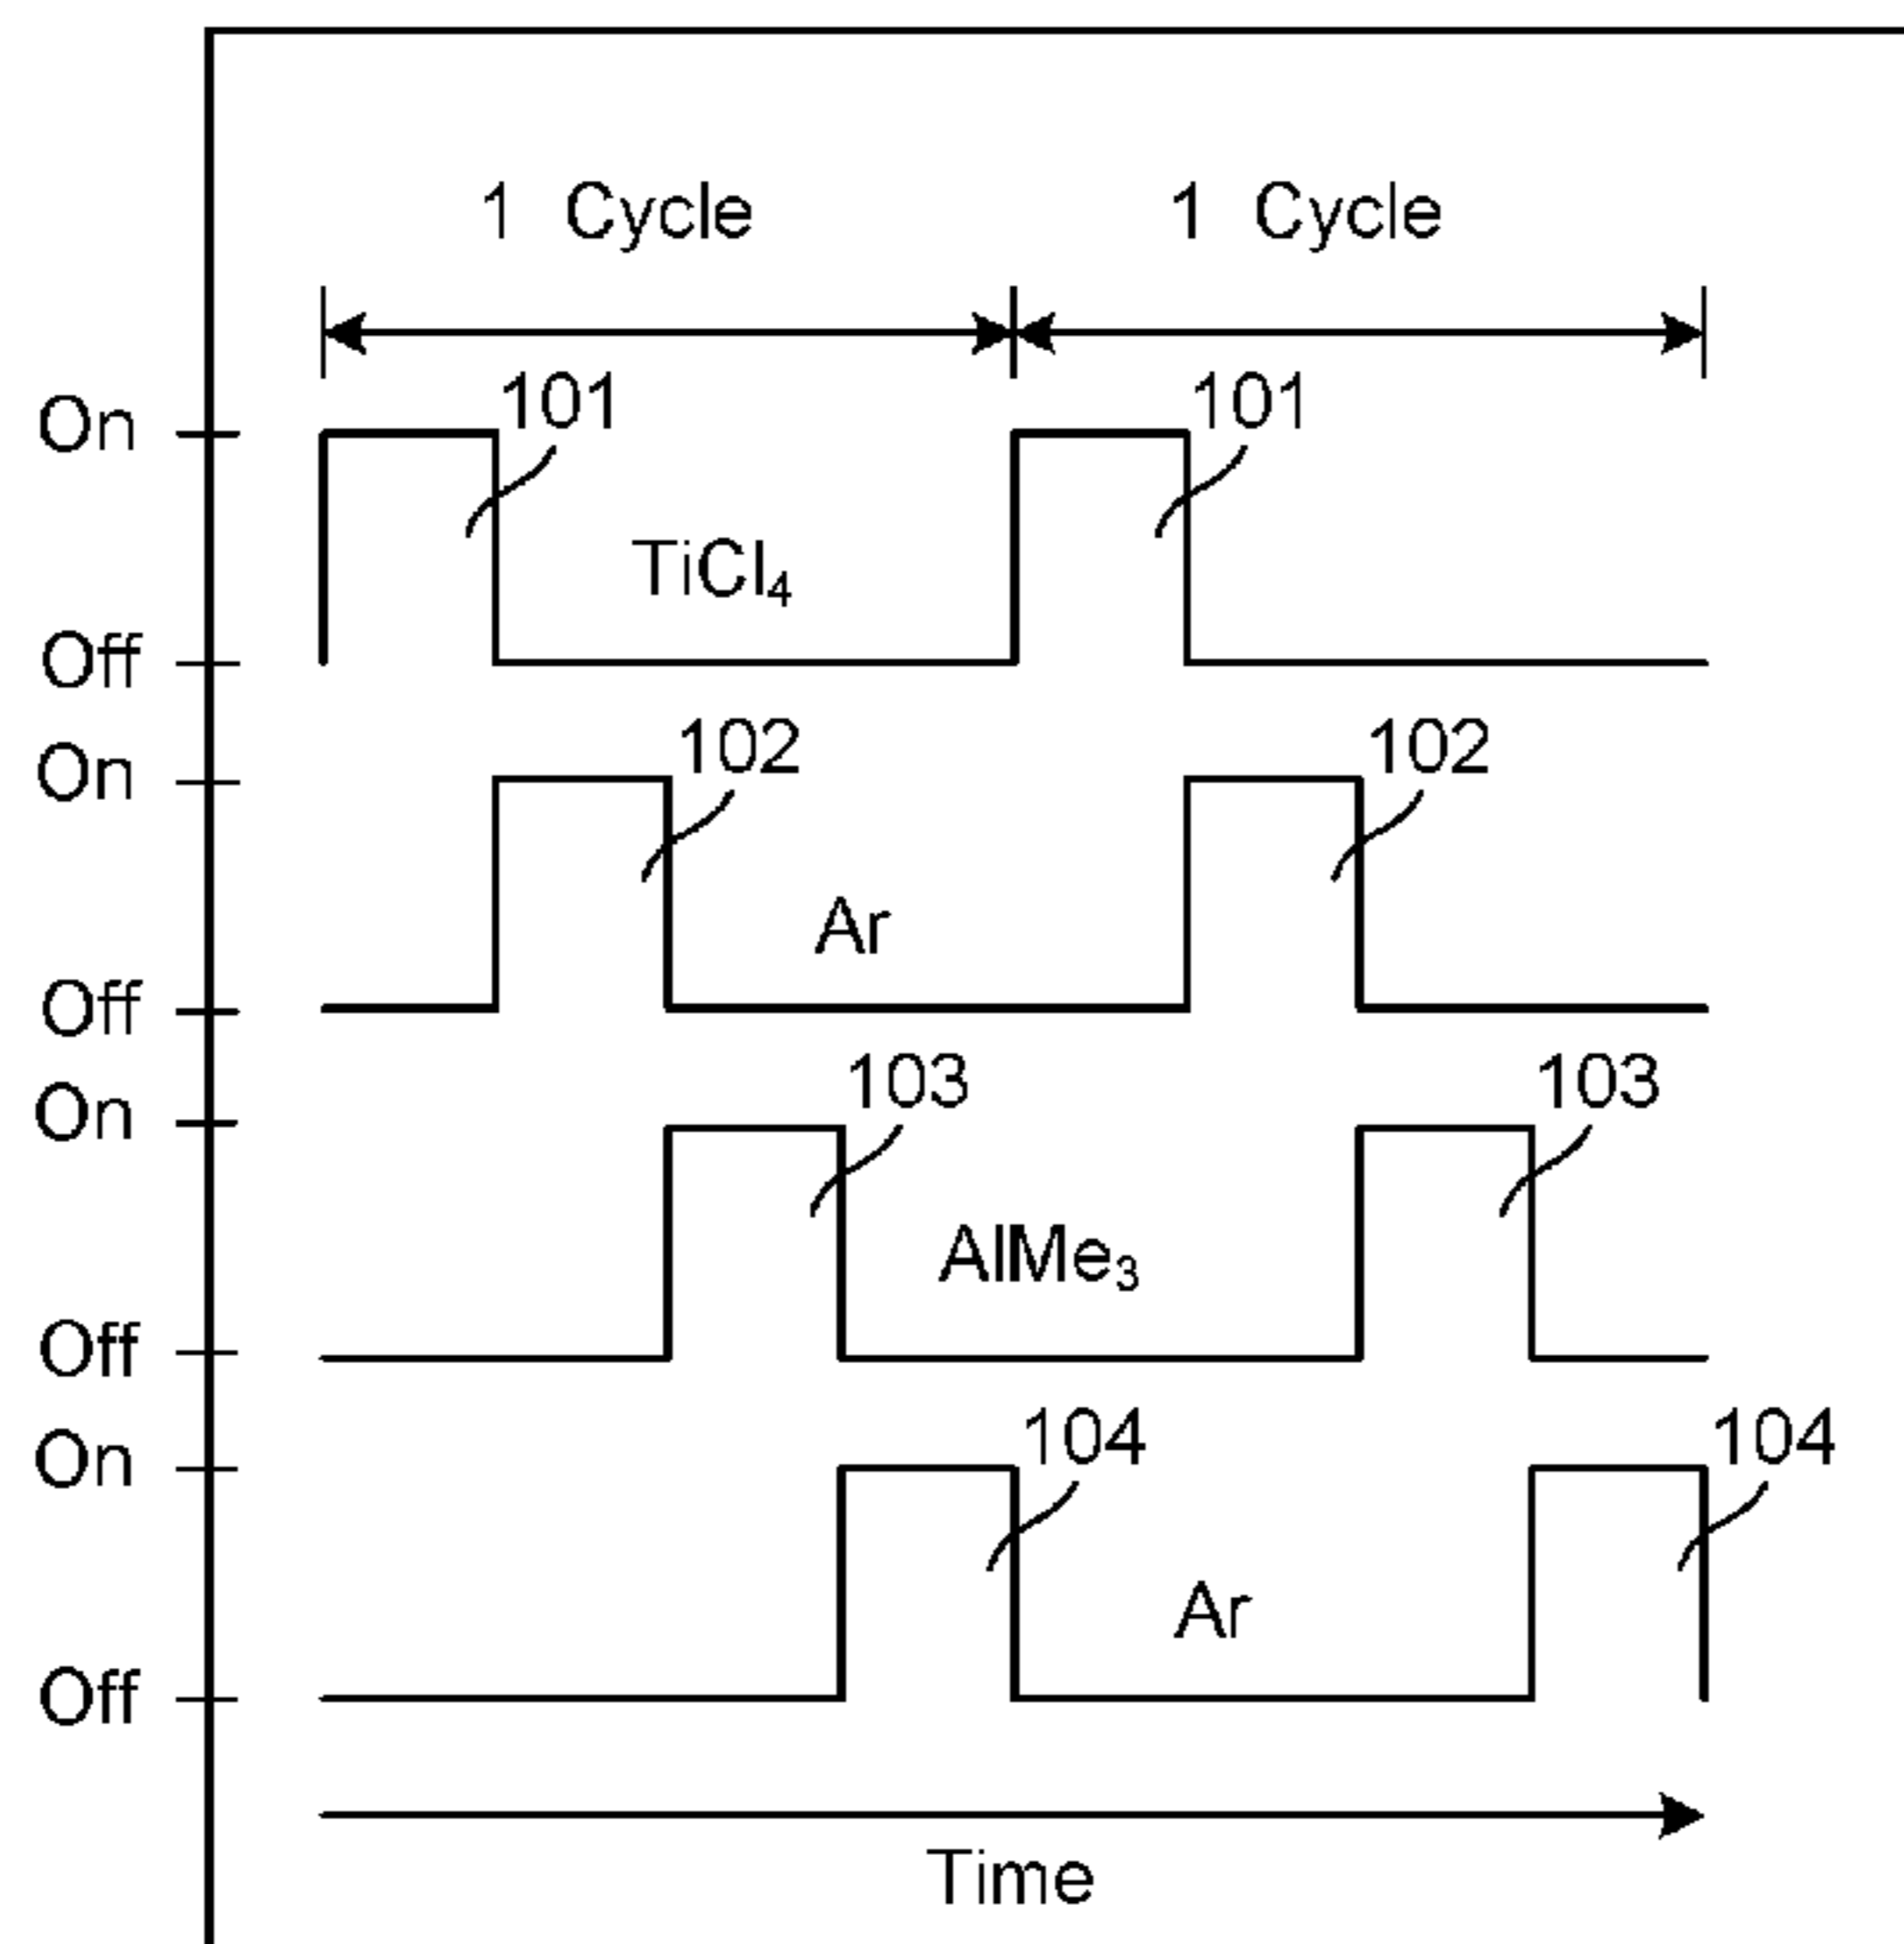 1 Cycle 1 Cycle
101 101
On
TiCl₄
Off
102 102
On
Ar
Off
103 103
On
AlMe₃
Off
104 104
On
Ar
Off
Time